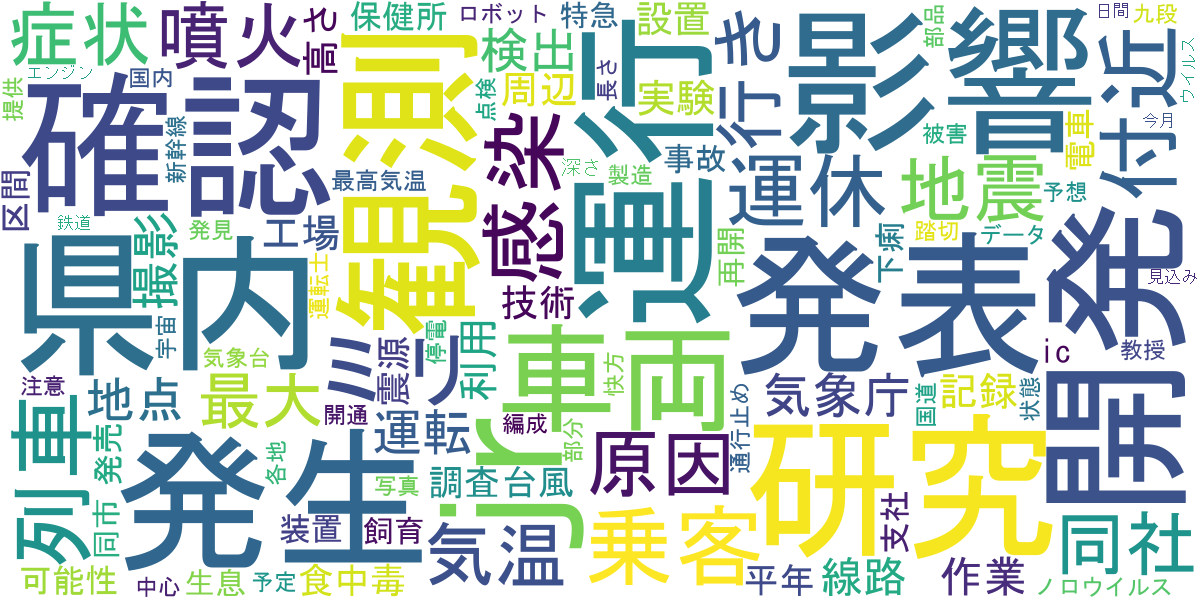 症状
噴火
高さ
保健所
ロボット
特急
設置
行き
影響
部品
日間
九段
近
ウイルス
提供
エンジン
国内
確認
観測
検出
周辺
点検
長さ
実験
運行
被害
電車
今月
付
新幹線
区間
最高気温
感染
深さ
製造
事故
運休
地震
予想
鉄道
県内
撮影
発見
工場
運転士
技術
再開
発表
下痢
踏切
データ
開発
見込み
宇宙
気象台
ミリ
震源
停電
利用
jr
車両
快方
ic
教授
注意
列車
地点
最大
開通
運転
編成
部分
原因
通行止め
気象庁
国道
記録
状態
発売
発生
各地
写真
調査
台風
研究
同市
装置
飼育
気温
乗客
支社
同社
可能性
中心
生息
予定
食中毒
平年
線路
作業
ノロウイルス